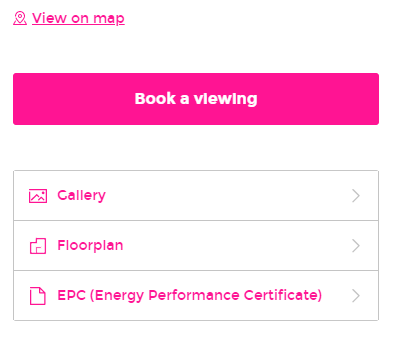 View on map
Book a viewing
Gallery
Floorplan
EPC (Energy Performance Certificate)